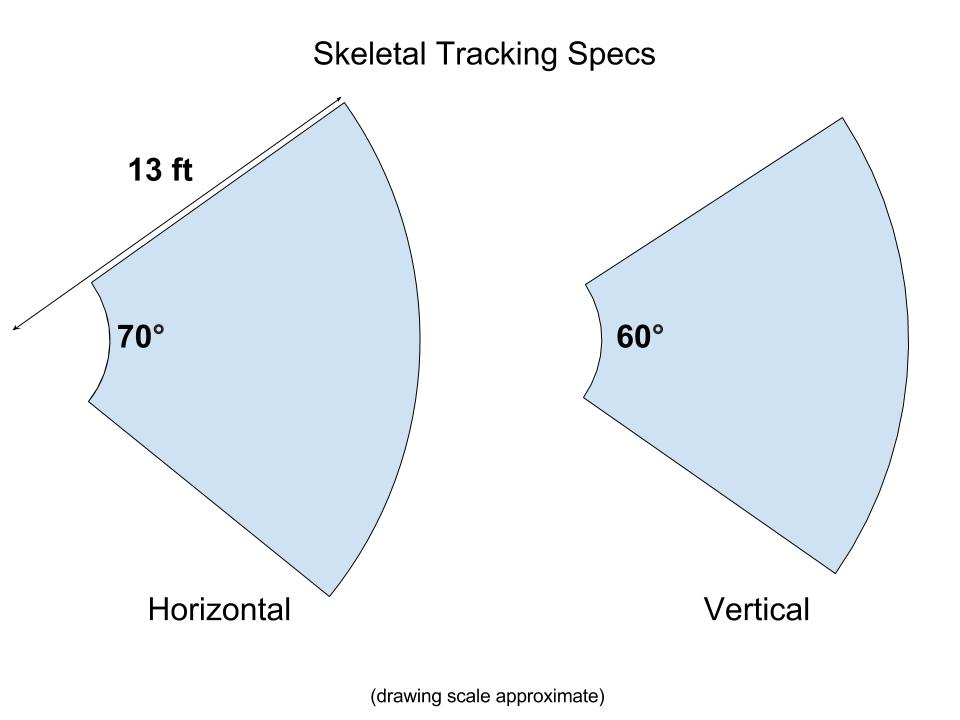 Skeletal Tracking Specs
13 ft
70°
60°
Horizontal
Vertical
(drawing scale approximate)